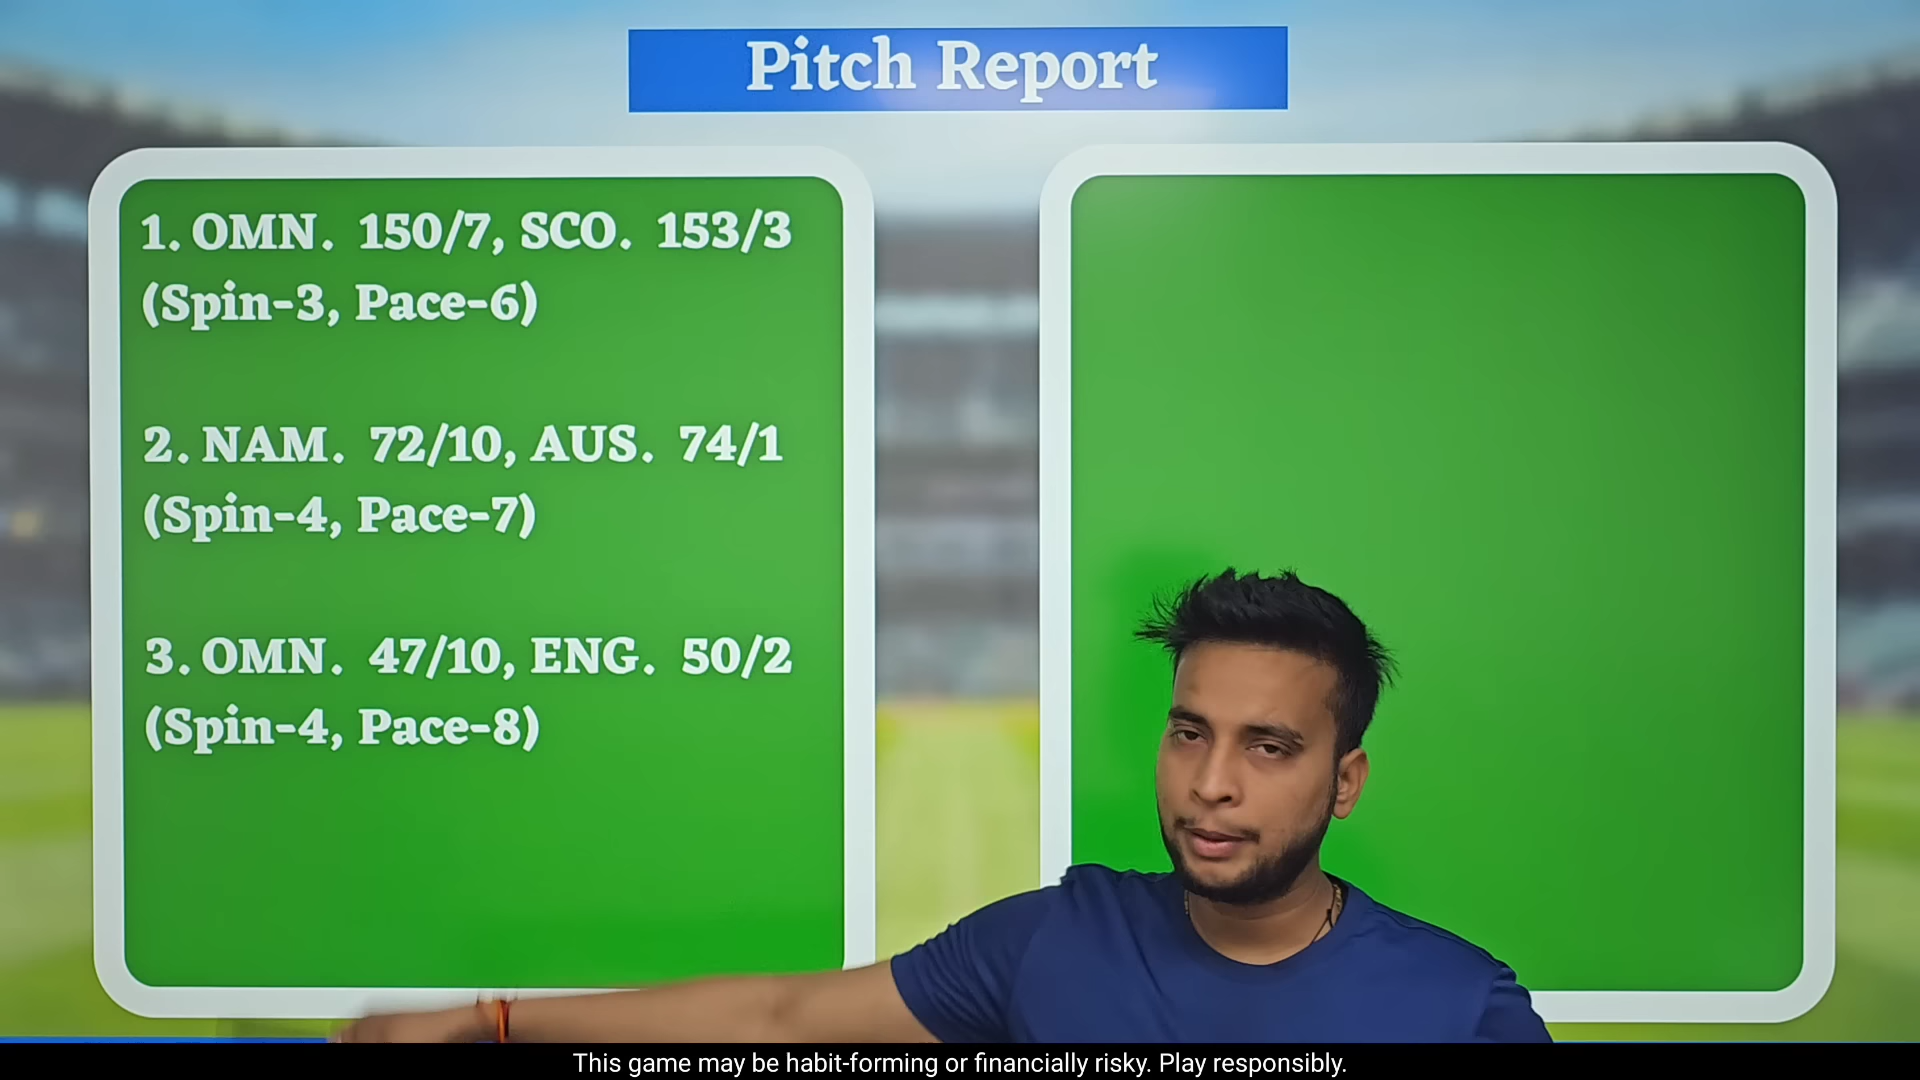 Pitch Report
1. OMN. 150/7, SCO. 153/3
(Spin-3, Pace-6)
2. NAM. 72/10, AUS. 74/1
(Spin-4, Pace-7)
3. OMN. 47/10, ENG. 50/2
(Spin-4, Pace-8)
This game may be habit-forming or financially risky. Play responsibly.